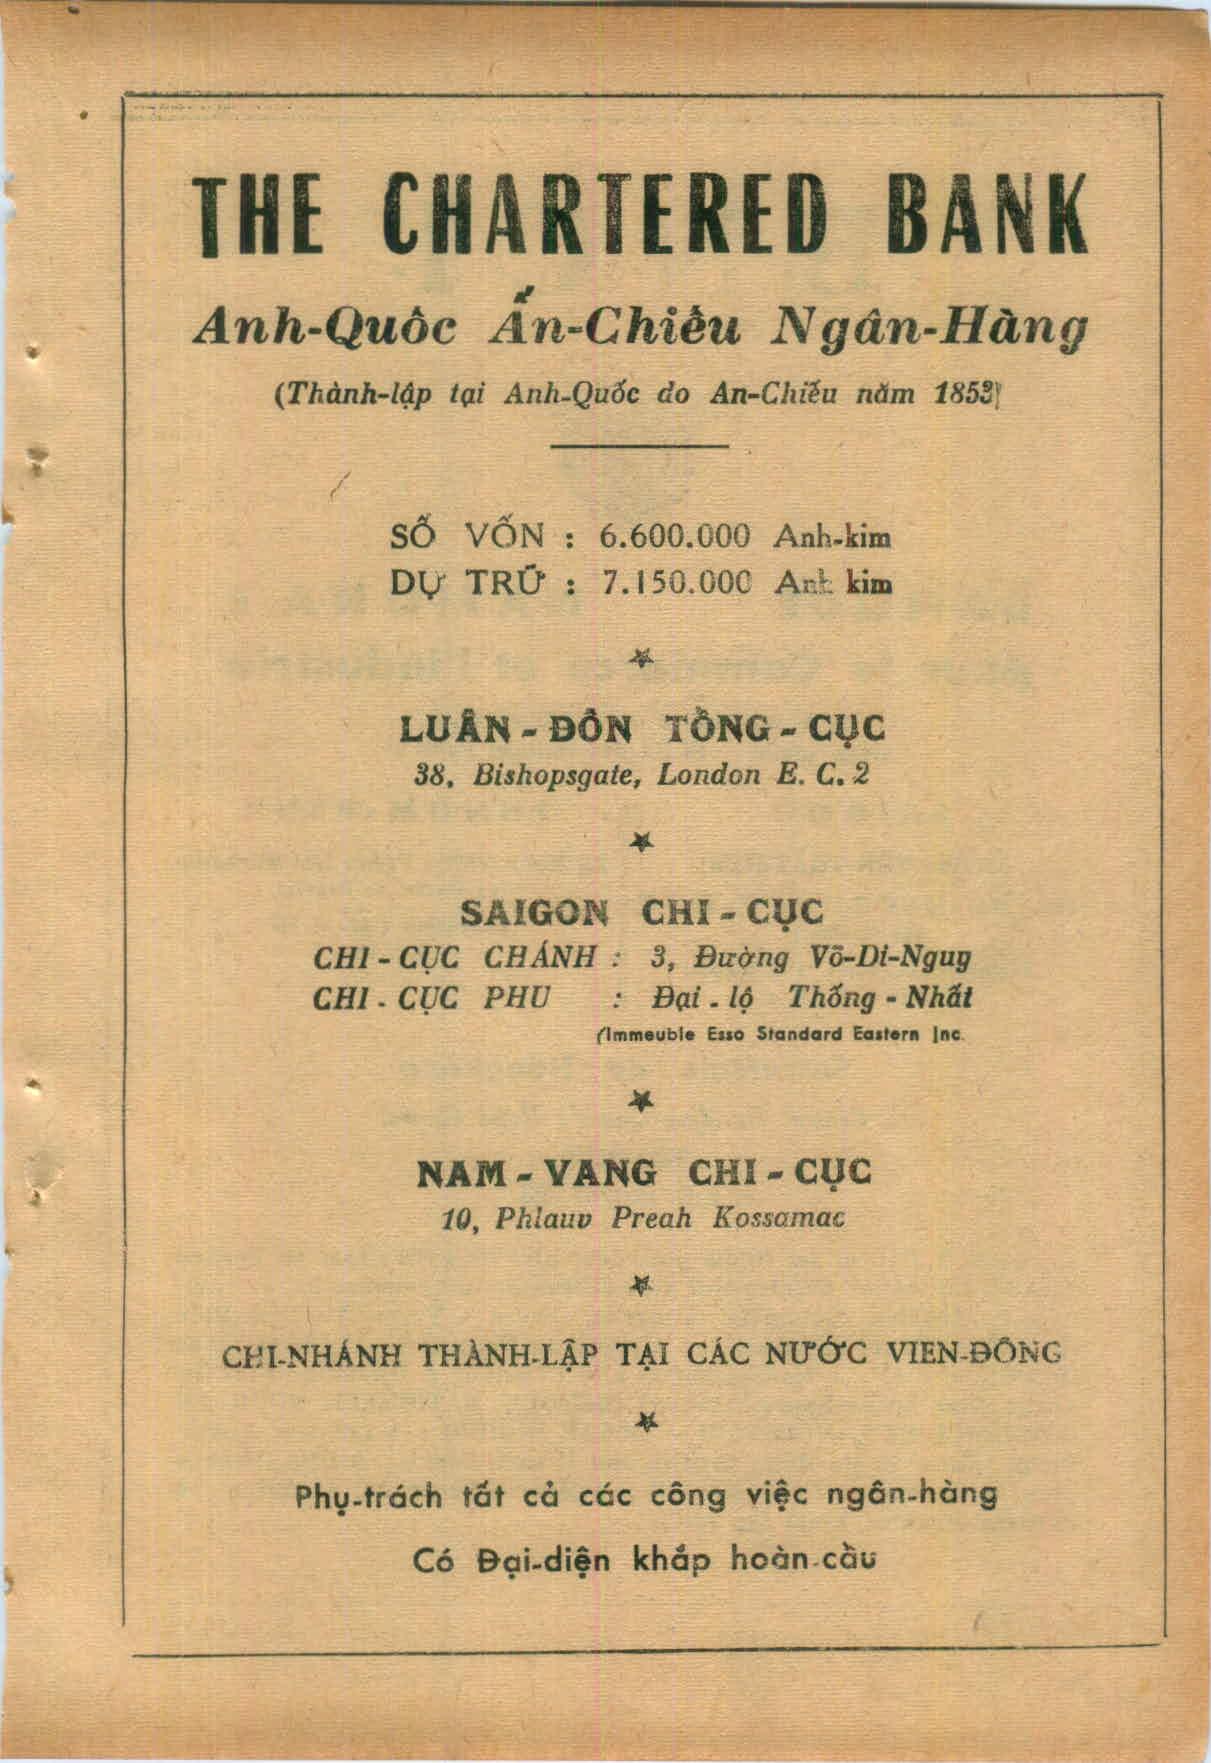 THE CHARTERED BANK
Anh-Quốc Ấn-Chiếu Ngân-Hàng
(Thành-lập tại Anh-Quốc do An-Chiếu năm 1853)
SỐ VỐN : 6.600.000 Anh-kim
DỰ TRỮ : 7.150.000 Anh kim
LUÂN - ĐÔN TỔNG - CỤC
38, Bishopsgate, London E. C. 2
SAIGON CHI - CỤC
CHI - CỤC CHÁNH : 3, Đường Võ-Di-Nguy
CHI - CỤC PHU : Đại - lộ Thống - Nhất
(Immeuble Esso Standard Eastern Inc.
NAM - VANG CHI - CỤC
10, Phlauv Preah Kossamac
CHI-NHÁNH THÀNH-LẬP TẠI CÁC NƯỚC VIEN-ĐÔNG
Phụ-trách tất cả các công việc ngân-hàng
Có Đại-diện khắp hoàn-cầu